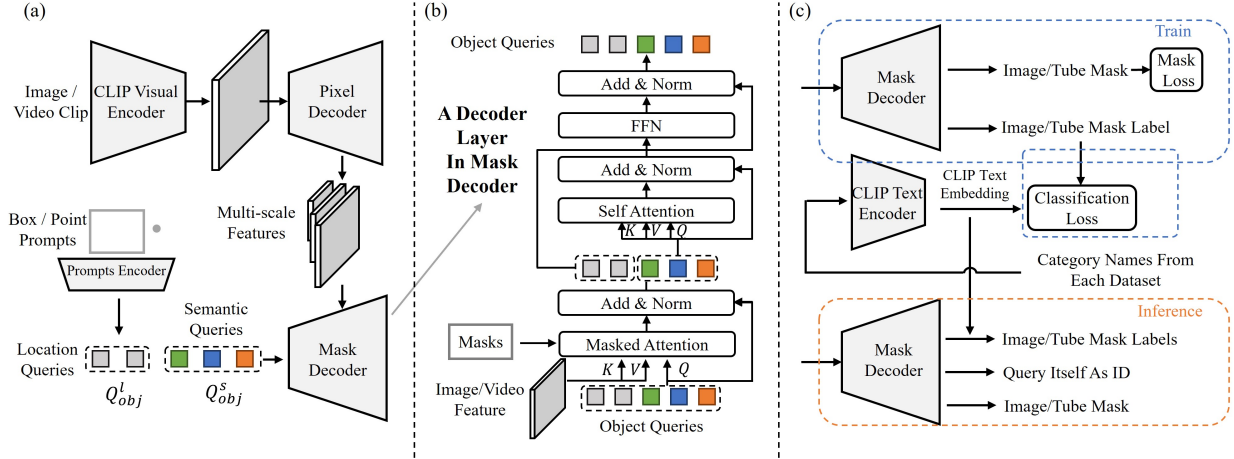 (a)
Image /
Video Clip
CLIP Visual
Encoder
Pixel
Decoder
Multi-scale
Features
Box / Point
Prompts
Prompts Encoder
Semantic
Queries
Location
Queries
Q^l_obj
Q^s_obj
Mask
Decoder
(b)
Object Queries
Add & Norm
FFN
A Decoder
Layer
In Mask
Decoder
Add & Norm
Self Attention
K V Q
Add & Norm
Masks
Masked Attention
K V Q
Image/Video
Feature
Object Queries
(c)
Train
Mask
Decoder
Image/Tube Mask
Mask
Loss
Image/Tube Mask Label
CLIP Text
Encoder
CLIP Text
Embedding
Classification
Loss
Category Names From
Each Dataset
Inference
Mask
Decoder
Image/Tube Mask Labels
Query Itself As ID
Image/Tube Mask